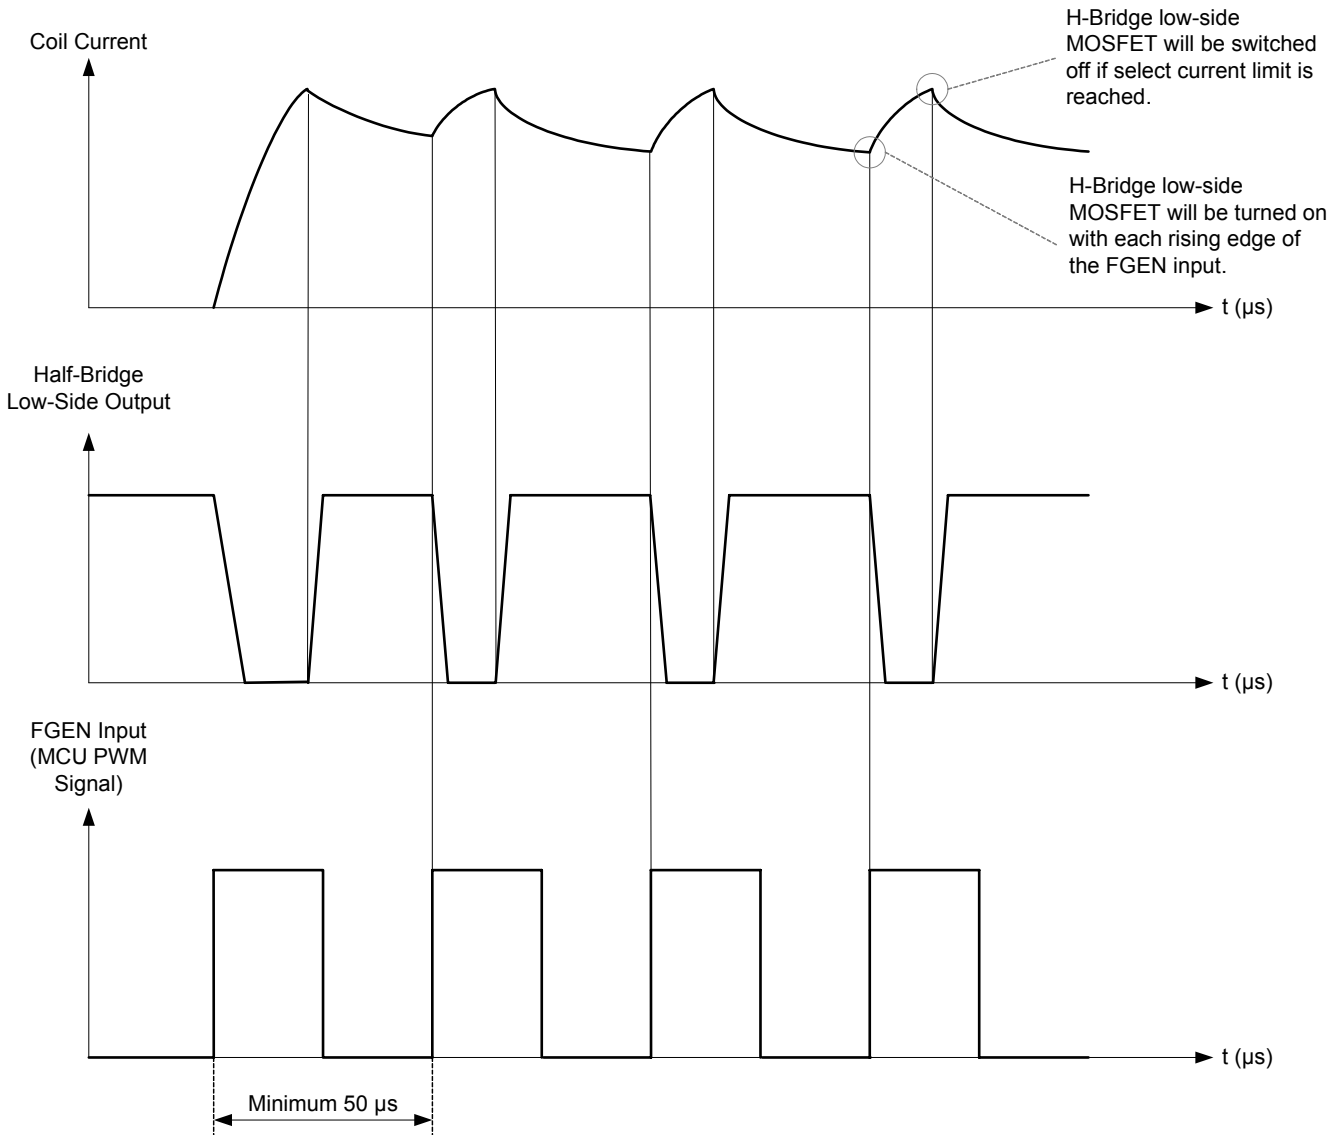 Coil Current
H-Bridge low-side
MOSFET will be switched
off if select current limit is
reached.
H-Bridge low-side
MOSFET will be turned on
with each rising edge of
the FGEN input.
t (µs)
Half-Bridge
Low-Side Output
t (µs)
FGEN Input
(MCU PWM
Signal)
t (µs)
Minimum 50 µs